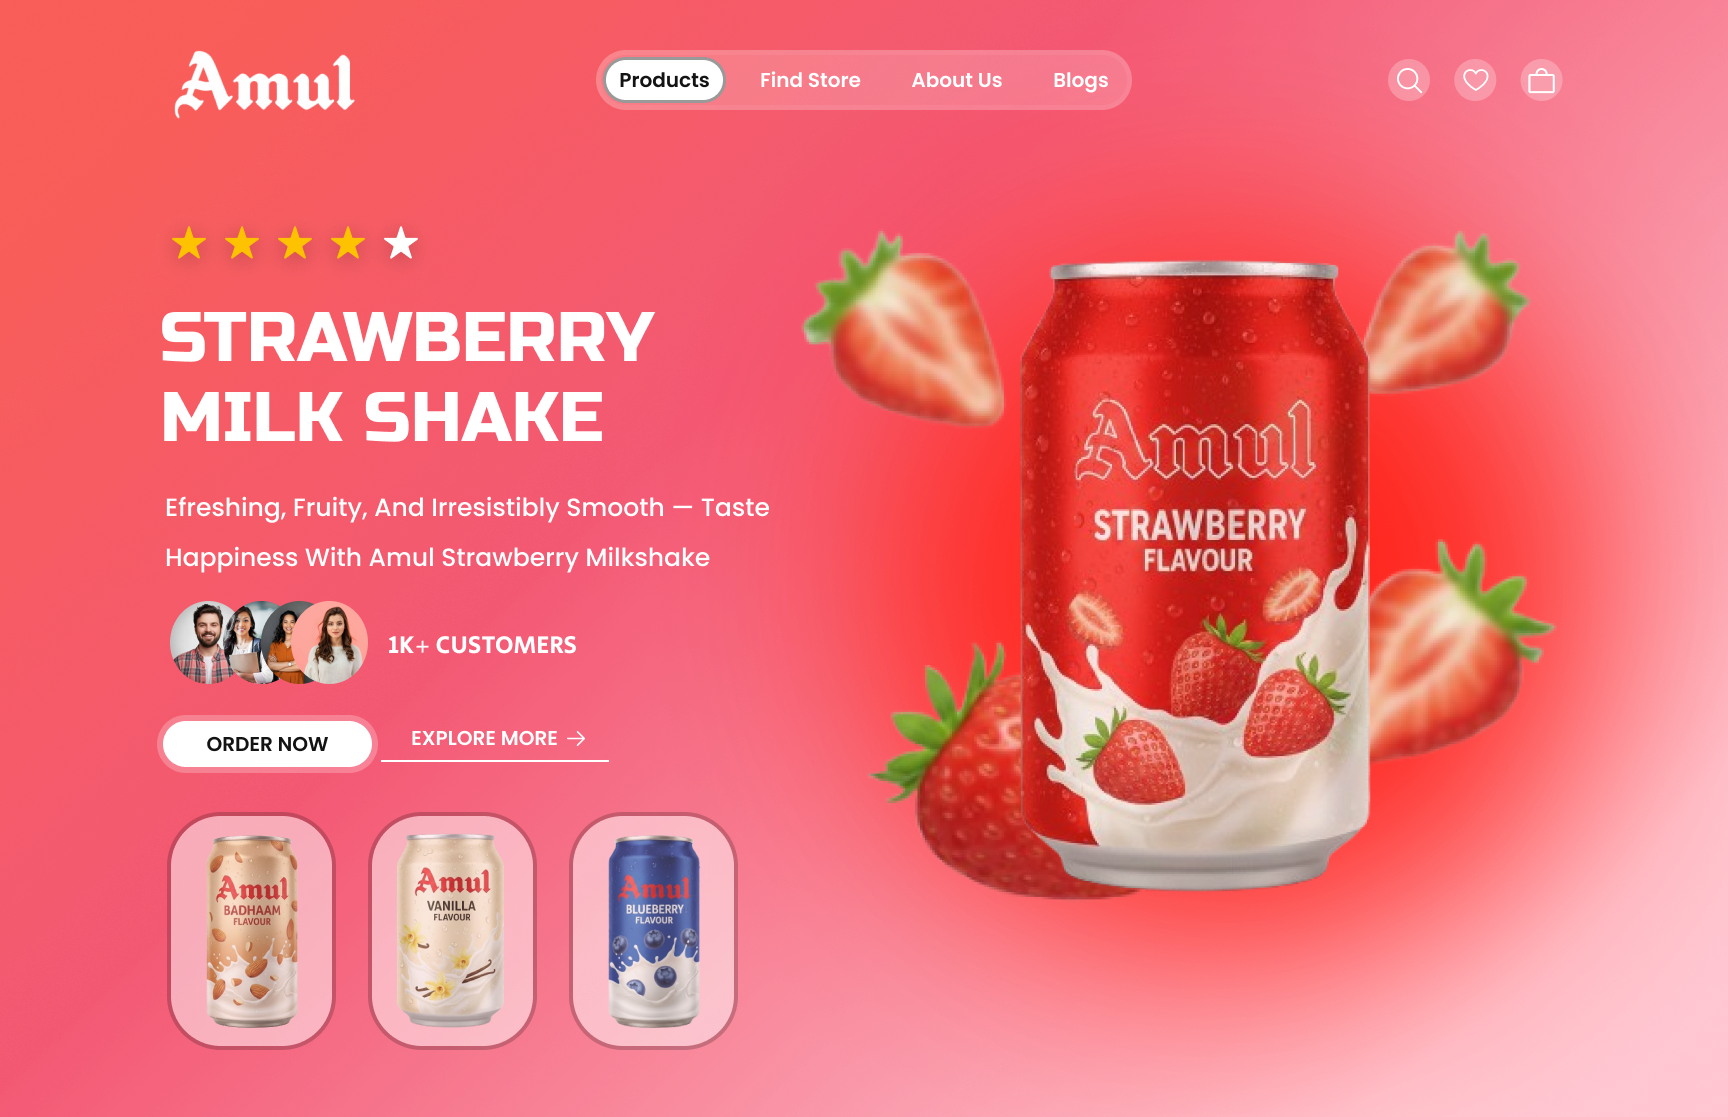 Amul
Products
Find Store
About Us
Blogs
STRAWBERRY
MILK SHAKE
Efreshing, Fruity, And Irresistibly Smooth — Taste
Happiness With Amul Strawberry Milkshake
1K+ CUSTOMERS
ORDER NOW
EXPLORE MORE →
Amul
BADHAAM
FLAVOUR
Amul
VANILLA
FLAVOUR
Amul
BLUEBERRY
FLAVOUR
Amul
STRAWBERRY
FLAVOUR